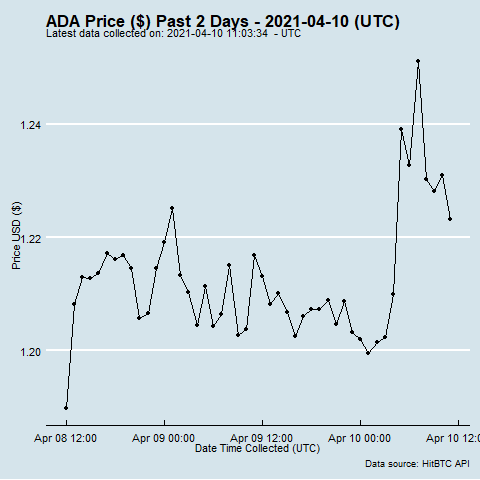 ADA Price ($) Past 2 Days - 2021-04-10 (UTC)
Latest data collected on: 2021-04-10 11:03:34 - UTC
1.24
1.22
1.20
Price USD ($)
Apr 08 12:00
Apr 09 00:00
Apr 09 12:00
Apr 10 00:00
Apr 10 12:0
Date Time Collected (UTC)
Data source: HitBTC API